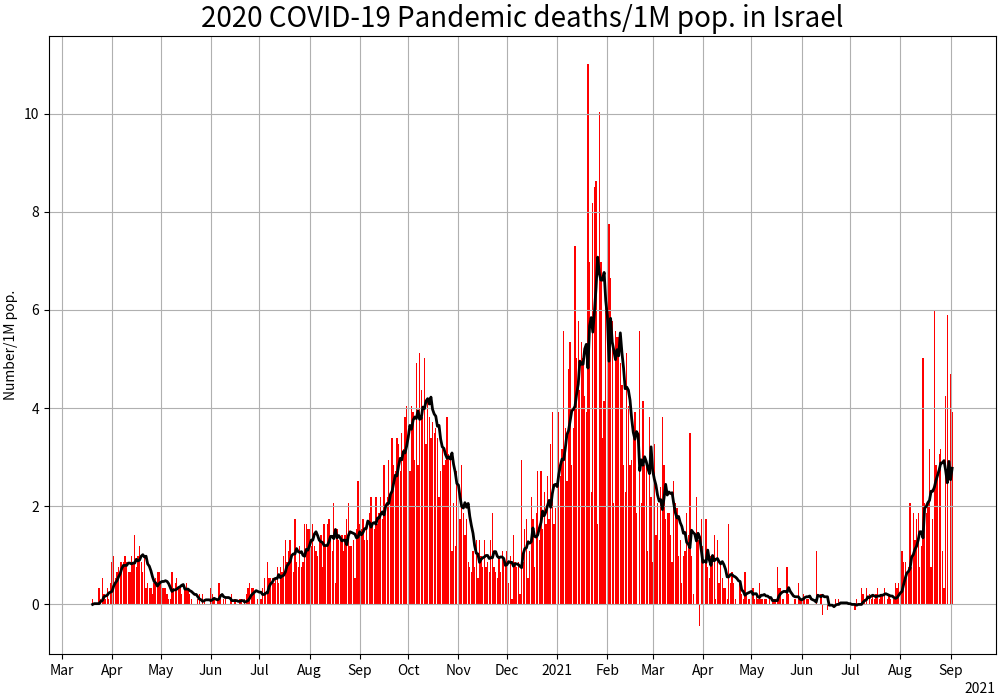 2020 COVID-19 Pandemic deaths/1M pop. in Israel
Number/1M pop.
10
8
6
4
2
0
Mar Apr May Jun Jul Aug Sep Oct Nov Dec 2021 Feb Mar Apr May Jun Jul Aug Sep
2021